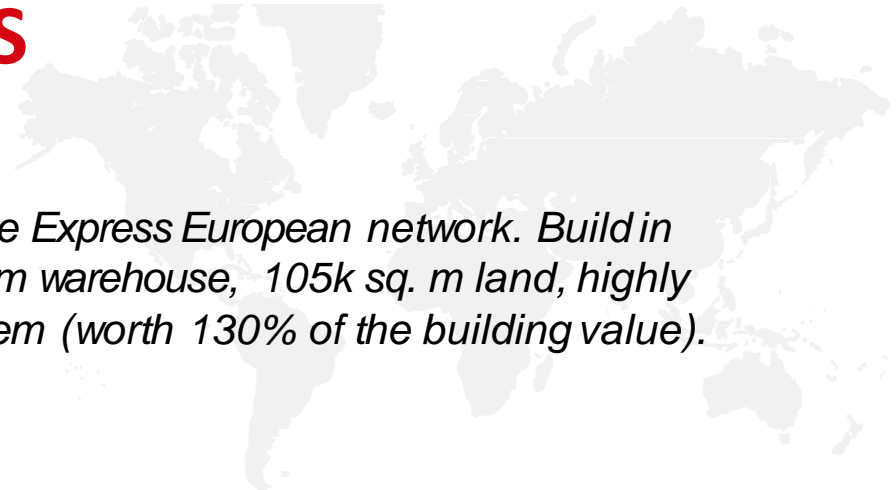 S
e Express European network. Build in
m warehouse, 105k sq. m land, highly
em (worth 130% of the building value).